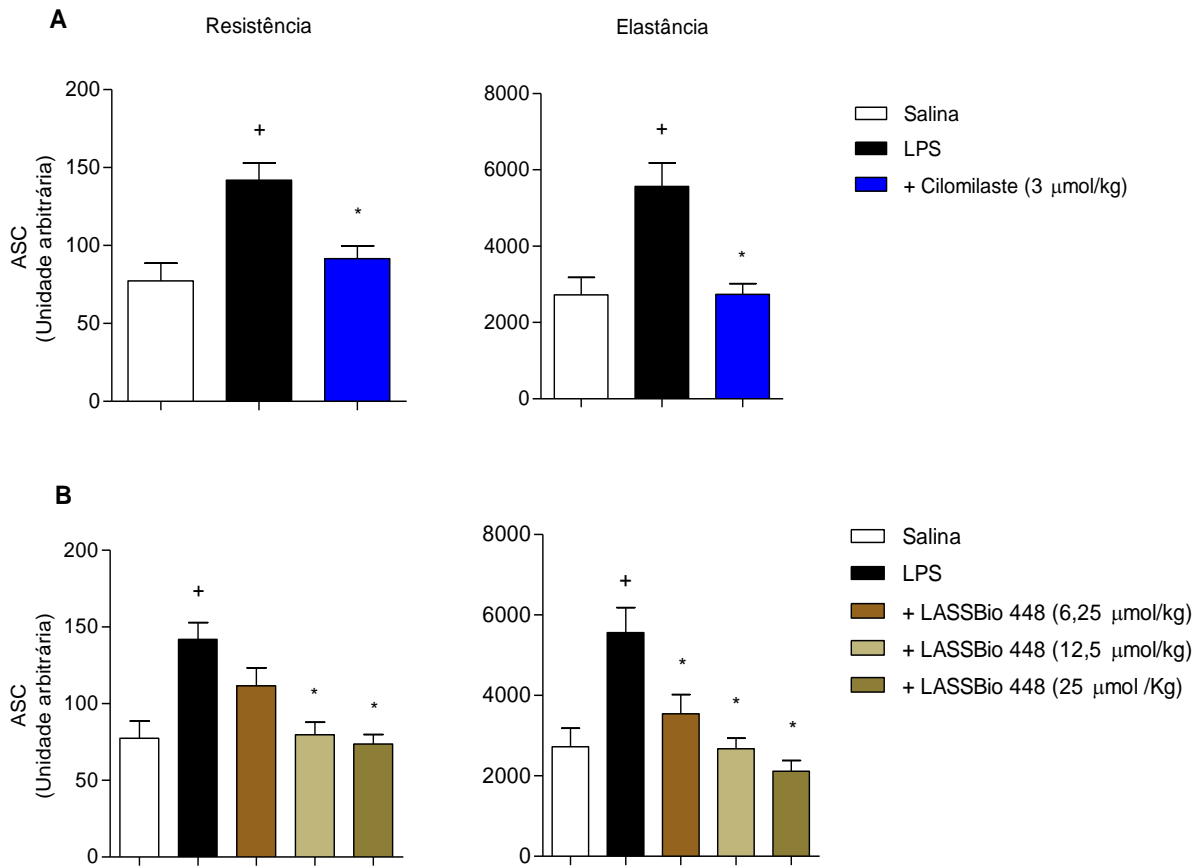 A
Resistência
Elastância
200
150
100
50
0
ASC
(Unidade arbitrária)
+
*
8000
6000
4000
2000
0
+
*
Salina
LPS
+ Cilomilaste (3 μmol/kg)
B
200
150
100
50
0
ASC
(Unidade arbitrária)
+
*
*
8000
6000
4000
2000
0
+
*
*
*
Salina
LPS
+ LASSBio 448 (6,25 μmol/kg)
+ LASSBio 448 (12,5 μmol/kg)
+ LASSBio 448 (25 μmol /Kg)